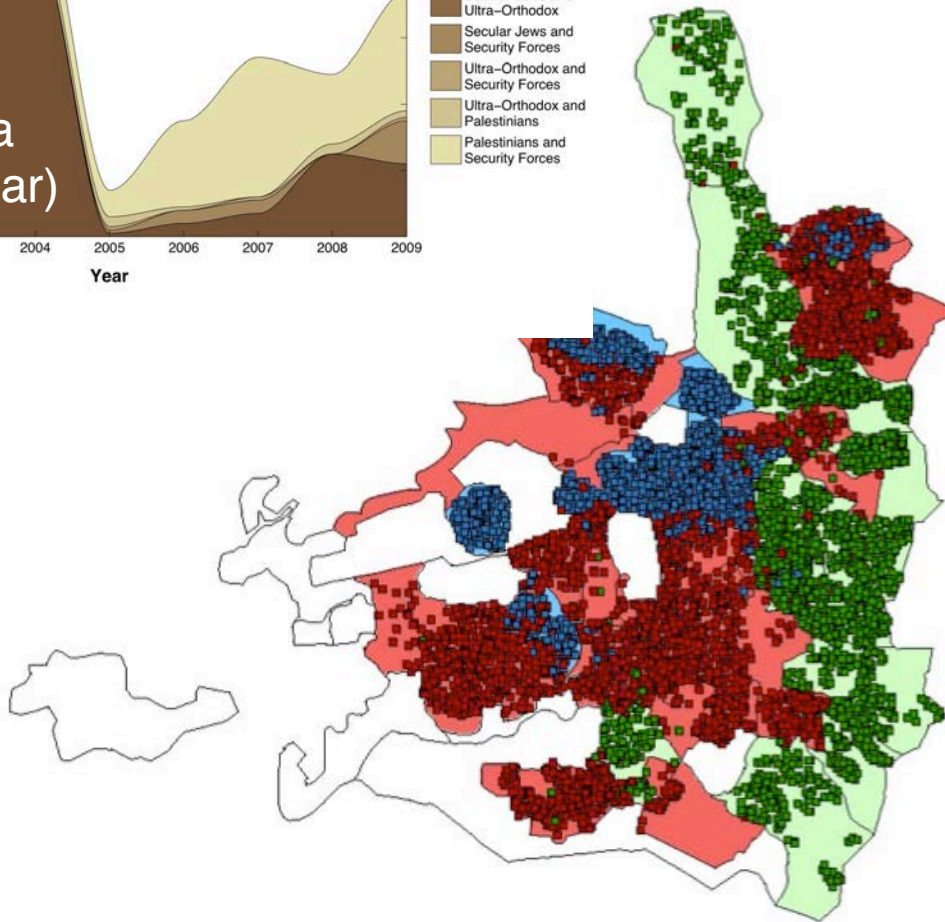 Ultra-Orthodox
Secular Jews and
Security Forces
Ultra-Orthodox and
Security Forces
Ultra-Orthodox and
Palestinians
Palestinians and
Security Forces
a
ar)
2004 2005 2006 2007 2008 2009
Year